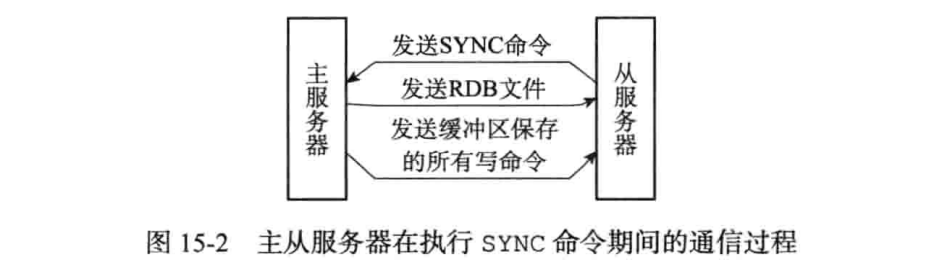 主服务器
发送SYNC命令
发送RDB文件
发送缓冲区保存
的所有写命令
从服务器
图 15-2 主从服务器在执行 SYNC 命令期间的通信过程